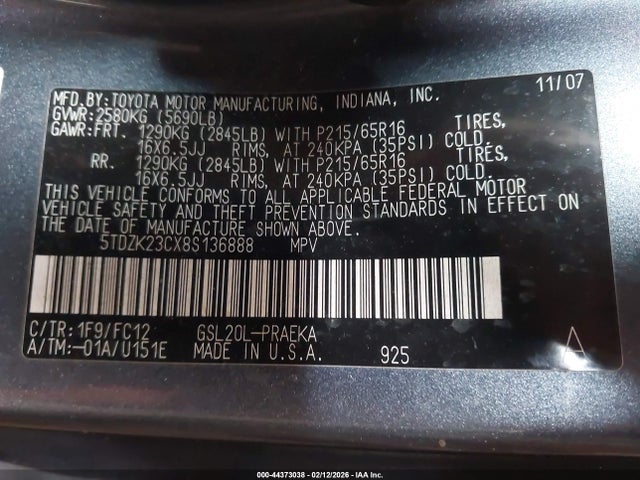 MFD.BY:TOYOTA MOTOR MANUFACTURING, INDIANA, INC. 11/07
GVWR:2580KG (5690LB)
GAWR:FRT. 1290KG (2845LB) WITH P215/65R16 TIRES,
16X6.5JJ RIMS, AT 240KPA (35PSI) COLD.
RR. 1290KG (2845LB) WITH P215/65R16 TIRES,
16X6.5JJ RIMS, AT 240KPA (35PSI) COLD.
THIS VEHICLE CONFORMS TO ALL APPLICABLE FEDERAL MOTOR
VEHICLE SAFETY AND THEFT PREVENTION STANDARDS IN EFFECT ON
THE DATE OF MANUFACTURE SHOWN ABOVE.
5TDZK23CX8S136888 MPV
C/TR:1F9/FC12 GSL20L-PRAEKA
A/TM:-01A/U151E MADE IN U.S.A. 925 A
000-44373038 - 02/12/2026 - IAA Inc.